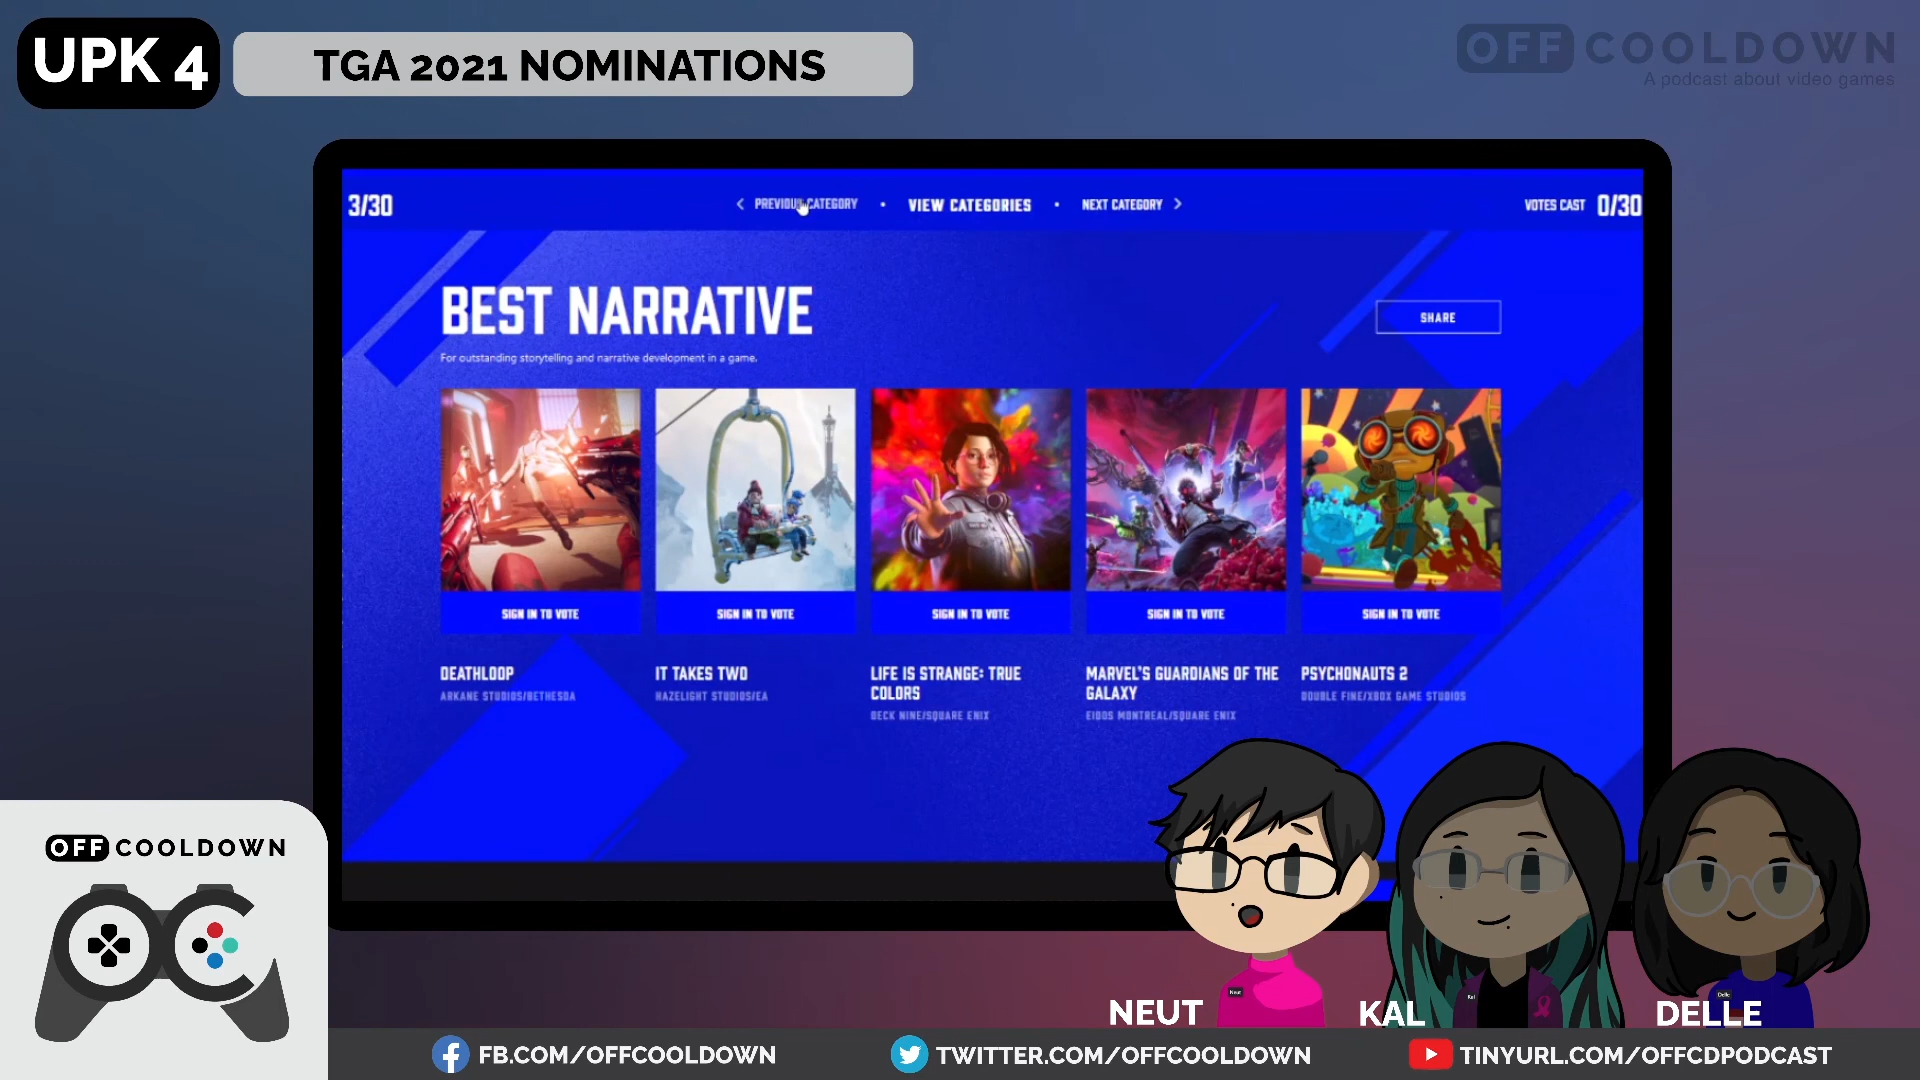 UPK 4
TGA 2021 NOMINATIONS
OFF COOLDOWN
A podcast about video games
3/30
PREVIOUS CATEGORY
•
VIEW CATEGORIES
•
NEXT CATEGORY
VOTES CAST 0/30
BEST NARRATIVE
SHARE
For outstanding storytelling and narrative development in a game.
SIGN IN TO VOTE
SIGN IN TO VOTE
SIGN IN TO VOTE
SIGN IN TO VOTE
SIGN IN TO VOTE
DEATHLOOP
ARKANE STUDIOS/BETHESDA
IT TAKES TWO
HAZELIGHT STUDIOS/EA
LIFE IS STRANGE: TRUE
COLORS
DECK NINE/SQUARE ENIX
MARVEL'S GUARDIANS OF THE
GALAXY
EIDOS MONTREAL/SQUARE ENIX
PSYCHONAUTS 2
DOUBLE FINE/XBOX GAME STUDIOS
OFF COOLDOWN
Neut
Kal
Delle
NEUT
KAL
DELLE
FB.COM/OFFCOOLDOWN
TWITTER.COM/OFFCOOLDOWN
TINYURL.COM/OFFCDPODCAST